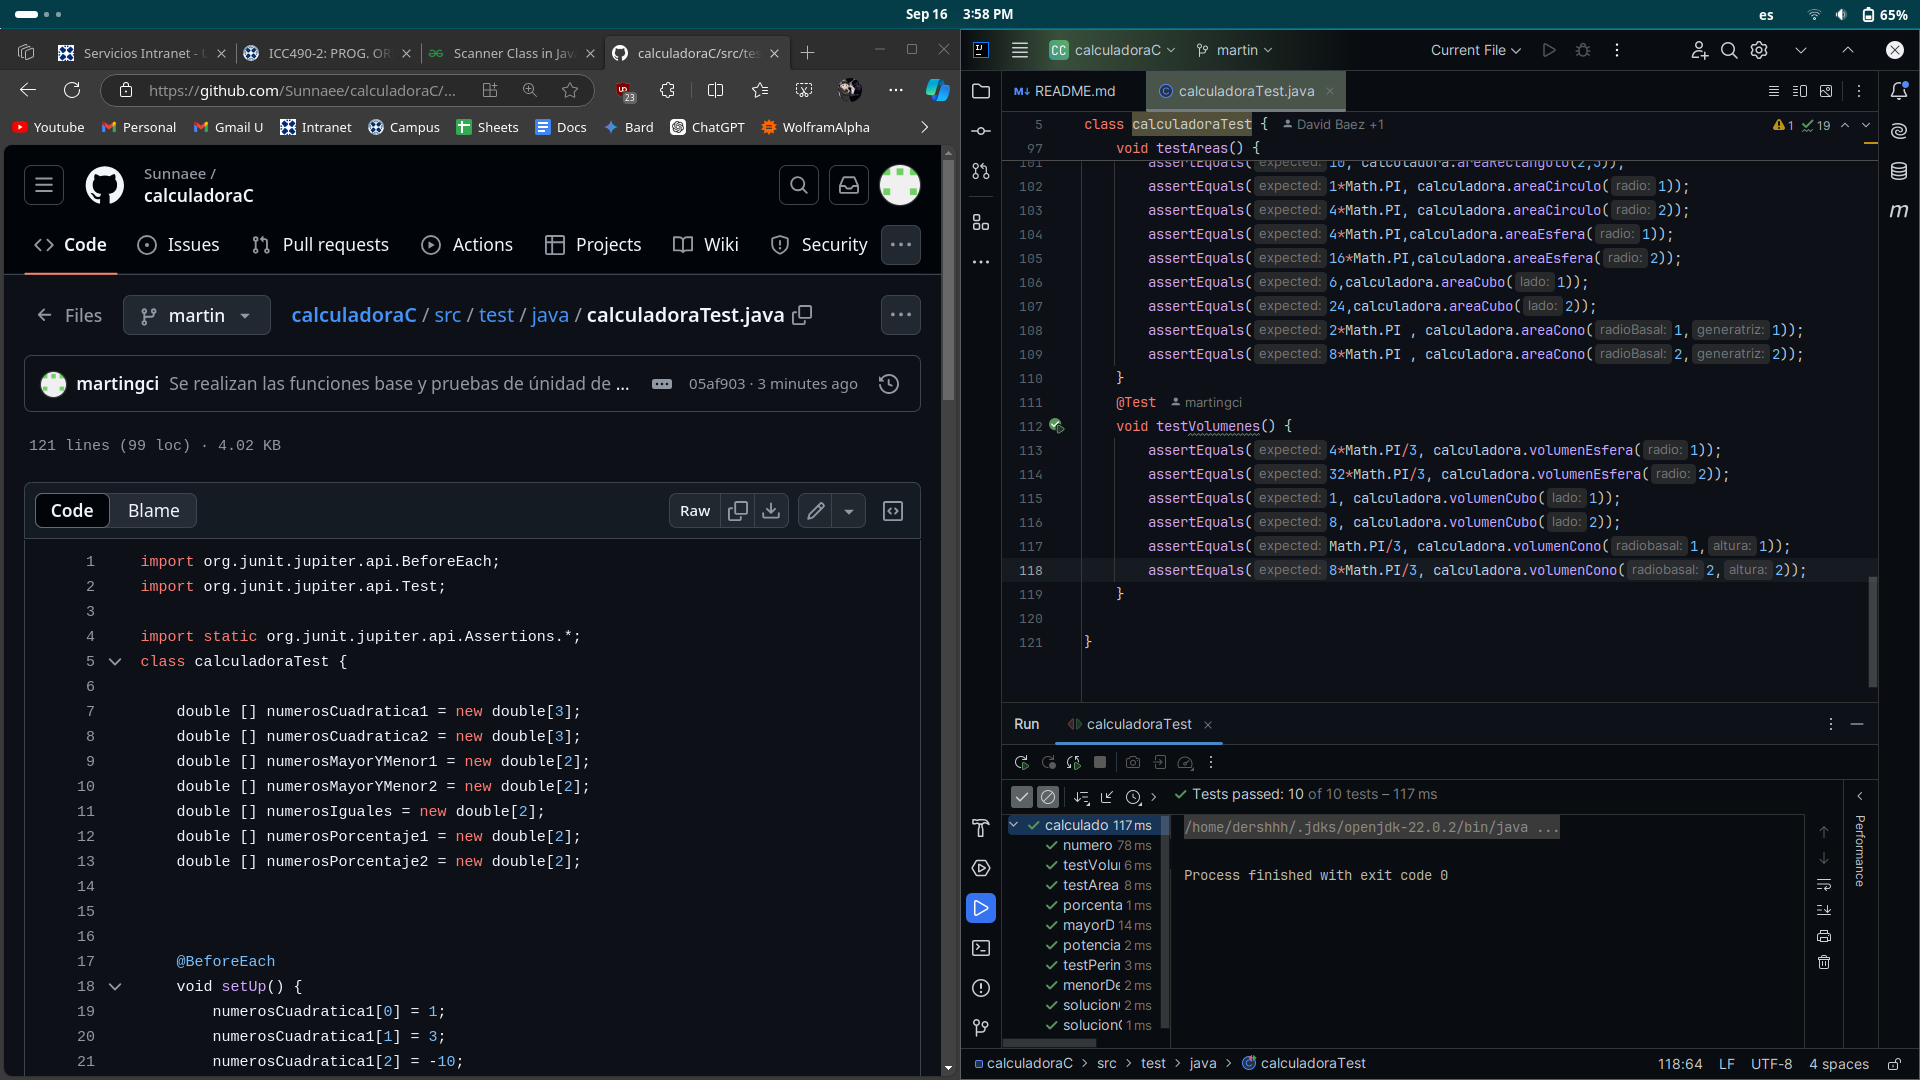 Sep 16 3:58 PM
es
65%
Servicios Intranet -
ICC490-2: PROG. OR
Scanner Class in Java
calculadoraC/src/tes
https://github.com/Sunnaee/calculadoraC/...
23
Youtube
Personal
Gmail U
Intranet
Campus
Sheets
Docs
Bard
ChatGPT
WolframAlpha
Sunnaee /
calculadoraC
Code
Issues
Pull requests
Actions
Projects
Wiki
Security
Files
martin
calculadoraC / src / test / java / calculadoraTest.java
martingci Se realizan las funciones base y pruebas de únidad de ... 05af903 · 3 minutes ago
121 lines (99 loc) · 4.02 KB
Code
Blame
Raw
1 import org.junit.jupiter.api.BeforeEach;
2 import org.junit.jupiter.api.Test;
3
4 import static org.junit.jupiter.api.Assertions.*;
5 class calculadoraTest {
6
7 double [] numerosCuadratica1 = new double[3];
8 double [] numerosCuadratica2 = new double[3];
9 double [] numerosMayorYMenor1 = new double[2];
10 double [] numerosMayorYMenor2 = new double[2];
11 double [] numerosIguales = new double[2];
12 double [] numerosPorcentaje1 = new double[2];
13 double [] numerosPorcentaje2 = new double[2];
14
15
16
17 @BeforeEach
18 void setUp() {
19 numerosCuadratica1[0] = 1;
20 numerosCuadratica1[1] = 3;
21 numerosCuadratica1[2] = -10;
CC calculadoraC
martin
Current File
README.md
calculadoraTest.java
5 class calculadoraTest { David Baez +1
1 19
97 void testAreas() {
101 assertEquals( expected: 10, calculadora.areaRectangulo(2,5));
102 assertEquals( expected: 1*Math.PI, calculadora.areaCirculo( radio: 1));
103 assertEquals( expected: 4*Math.PI, calculadora.areaCirculo( radio: 2));
104 assertEquals( expected: 4*Math.PI,calculadora.areaEsfera( radio: 1));
105 assertEquals( expected: 16*Math.PI,calculadora.areaEsfera( radio: 2));
106 assertEquals( expected: 6,calculadora.areaCubo( lado: 1));
107 assertEquals( expected: 24,calculadora.areaCubo( lado: 2));
108 assertEquals( expected: 2*Math.PI , calculadora.areaCono( radioBasal: 1, generatriz: 1));
109 assertEquals( expected: 8*Math.PI , calculadora.areaCono( radioBasal: 2, generatriz: 2));
110 }
111 @Test martingci
112 void testVolumenes() {
113 assertEquals( expected: 4*Math.PI/3, calculadora.volumenEsfera( radio: 1));
114 assertEquals( expected: 32*Math.PI/3, calculadora.volumenEsfera( radio: 2));
115 assertEquals( expected: 1, calculadora.volumenCubo( lado: 1));
116 assertEquals( expected: 8, calculadora.volumenCubo( lado: 2));
117 assertEquals( expected: Math.PI/3, calculadora.volumenCono( radiobasal: 1, altura: 1));
118 assertEquals( expected: 8*Math.PI/3, calculadora.volumenCono( radiobasal: 2, altura: 2));
119 }
120
121 }
Run
calculadoraTest
Tests passed: 10 of 10 tests – 117 ms
calculado 117 ms
numero 78 ms
testVolu 6 ms
testArea 8 ms
porcenta 1 ms
mayorD 14 ms
potencia 2 ms
testPerin 3 ms
menorDe 2 ms
solucion 2 ms
solucion 1 ms
/home/dershhh/.jdks/openjdk-22.0.2/bin/java ...
Process finished with exit code 0
Performance
calculadoraC > src > test > java > calculadoraTest
118:64 LF UTF-8 4 spaces